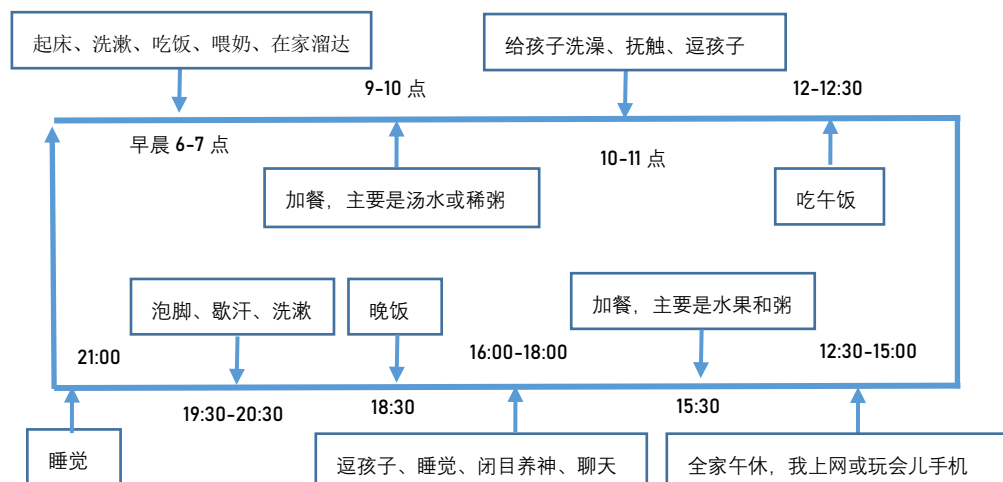 起床、洗漱、吃饭、喂奶、在家溜达
给孩子洗澡、抚触、逗孩子
9-10 点
12-12:30
早晨 6-7 点
10-11 点
加餐，主要是汤水或稀粥
吃午饭
泡脚、歇汗、洗漱
晚饭
加餐，主要是水果和粥
21:00
16:00-18:00
12:30-15:00
19:30-20:30
18:30
15:30
睡觉
逗孩子、睡觉、闭目养神、聊天
全家午休，我上网或玩会儿手机